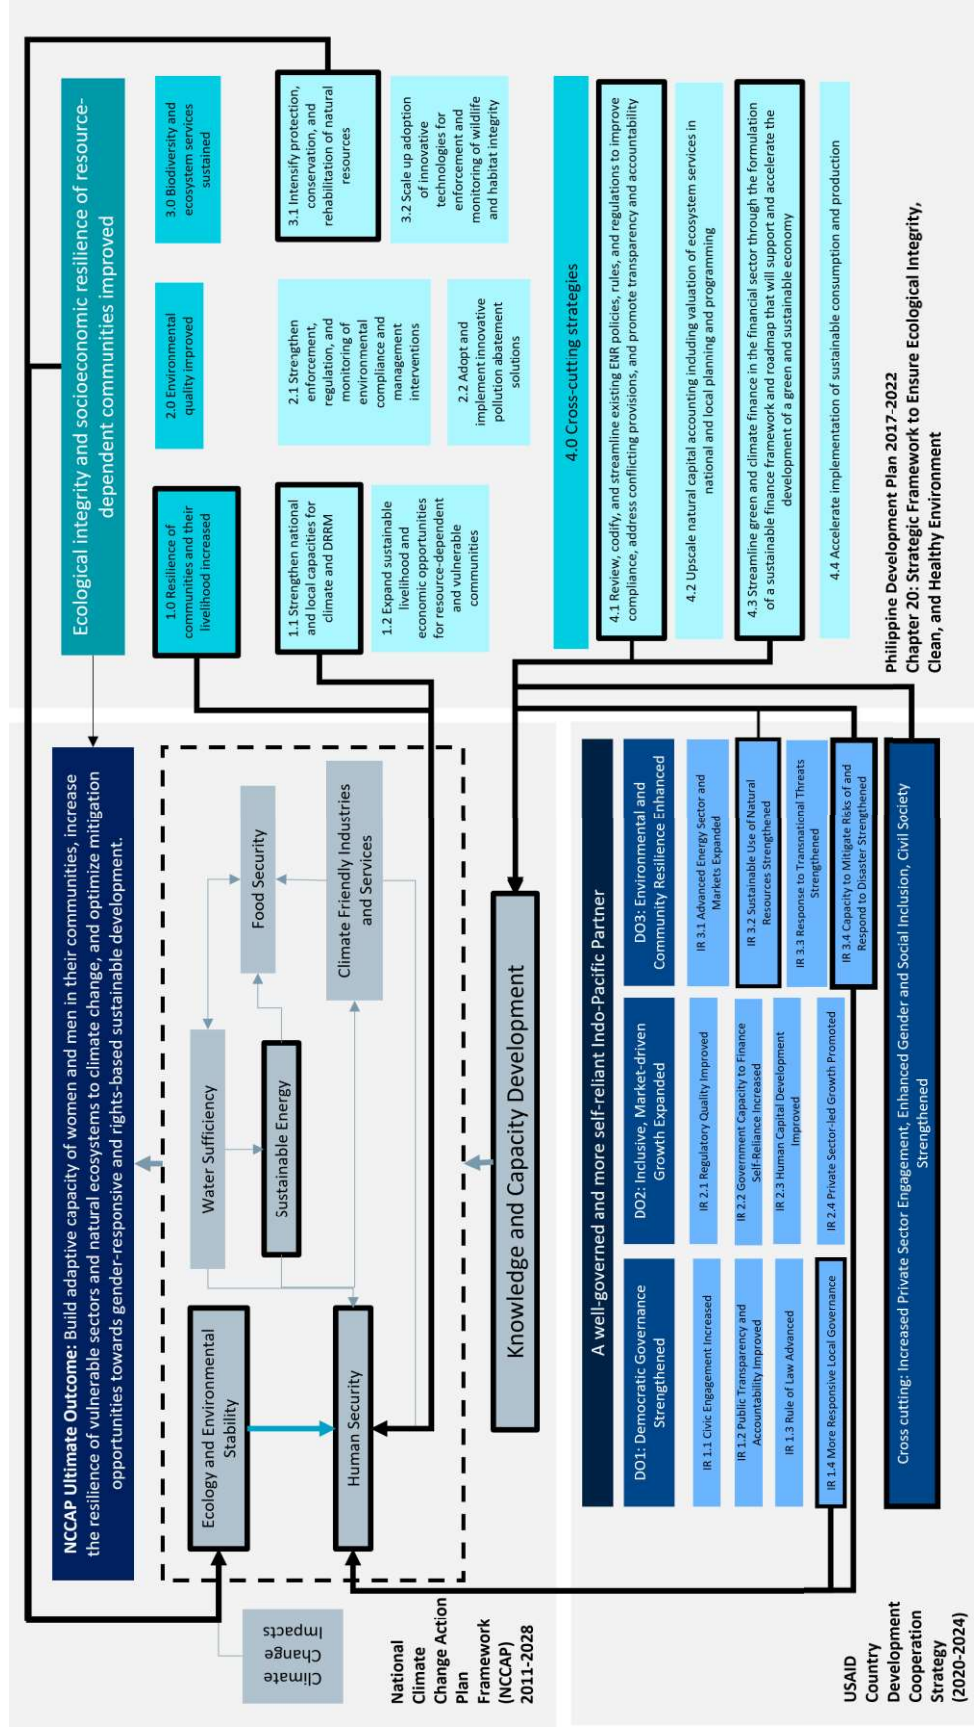 NCCAP Ultimate Outcome: Build adaptive capacity of women and men in their communities, increase
the resilience of vulnerable sectors and natural ecosystems to climate change, and optimize mitigation
opportunities towards gender-responsive and rights-based sustainable development.
Ecological integrity and socioeconomic resilience of resource-
dependent communities improved
Climate
Change
Impacts
Ecology and Environmental
Stability
Water Sufficiency
Food Security
Human Security
Sustainable Energy
Climate Friendly Industries
and Services
National
Climate
Change Action
Plan
Framework
(NCCAP)
2011-2028
Knowledge and Capacity Development
1.0 Resilience of
communities and their
livelihood increased
2.0 Environmental
quality improved
3.0 Biodiversity and
ecosystem services
sustained
1.1 Strengthen national
and local capacities for
climate and DRRM
1.2 Expand sustainable
livelihood and
economic opportunities
for resource-dependent
and vulnerable
communities
2.1 Strengthen
enforcement,
regulation, and
monitoring of
environmental
compliance and
management
interventions
2.2 Adopt and
implement innovative
pollution abatement
solutions
3.1 Intensify protection,
conservation, and
rehabilitation of natural
resources
3.2 Scale up adoption
of innovative
technologies for
enforcement and
monitoring of wildlife
and habitat integrity
4.0 Cross-cutting strategies
4.1 Review, codify, and streamline existing ENR policies, rules, and regulations to improve
compliance, address conflicting provisions, and promote transparency and accountability
4.2 Upscale natural capital accounting including valuation of ecosystem services in
national and local planning and programming
4.3 Streamline green and climate finance in the financial sector through the formulation
of a sustainable finance framework and roadmap that will support and accelerate the
development of a green and sustainable economy
4.4 Accelerate implementation of sustainable consumption and production
Philippine Development Plan 2017-2022
Chapter 20: Strategic Framework to Ensure Ecological Integrity,
Clean, and Healthy Environment
A well-governed and more self-reliant Indo-Pacific Partner
DO1: Democratic Governance
Strengthened
DO2: Inclusive, Market-driven
Growth Expanded
DO3: Environmental and
Community Resilience Enhanced
IR 1.1 Civic Engagement Increased
IR 1.2 Public Transparency and
Accountability Improved
IR 1.3 Rule of Law Advanced
IR 1.4 More Responsive Local Governance
IR 2.1 Regulatory Quality Improved
IR 2.2 Government Capacity to Finance
Self-Reliance Increased
IR 2.3 Human Capital Development
Improved
IR 2.4 Private Sector-led Growth Promoted
IR 3.1 Advanced Energy Sector and
Markets Expanded
IR 3.2 Sustainable Use of Natural
Resources Strengthened
IR 3.3 Response to Transnational Threats
Strengthened
IR 3.4 Capacity to Mitigate Risks of and
Respond to Disaster Strengthened
Cross cutting: Increased Private Sector Engagement, Enhanced Gender and Social Inclusion, Civil Society
Strengthened
USAID
Country
Development
Cooperation
Strategy
(2020-2024)